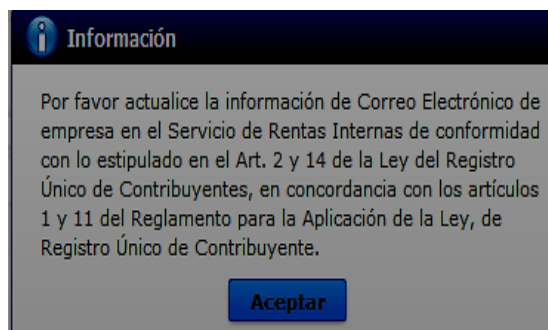 Información
Por favor actualice la información de Correo Electrónico de
empresa en el Servicio de Rentas Internas de conformidad
con lo estipulado en el Art. 2 y 14 de la Ley del Registro
Único de Contribuyentes, en concordancia con los artículos
1 y 11 del Reglamento para la Aplicación de la Ley, de
Registro Único de Contribuyente.
Aceptar